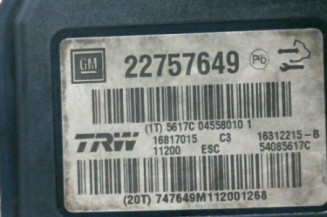 GM 22757649 Pb
(1T) 5617C 04558010 1
TRW 16817015 C3 16312215-B
11200 ESC 54085617C
(20T) 747649M112001268